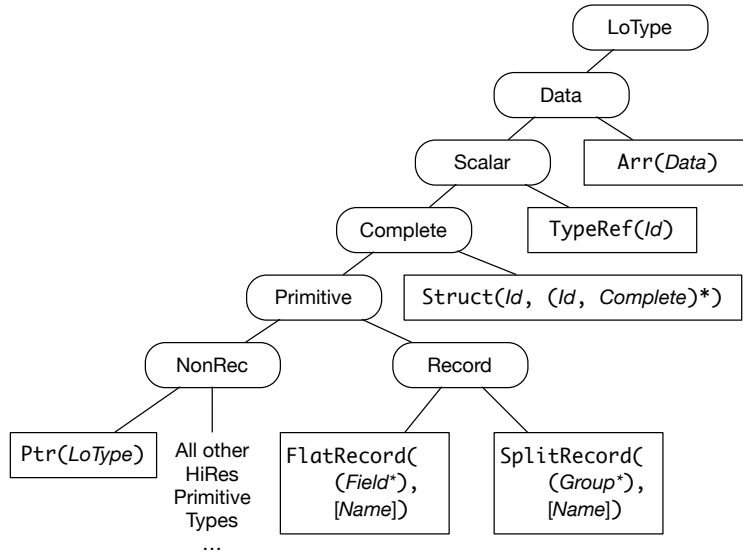 LoType
Data
Scalar
Arr(Data)
Complete
TypeRef(Id)
Primitive
Struct(Id, (Id, Complete)*)
NonRec
Record
Ptr(LoType)
All other
HiRes
Primitive
Types
...
FlatRecord(
(Field*),
[Name])
SplitRecord(
(Group*),
[Name])